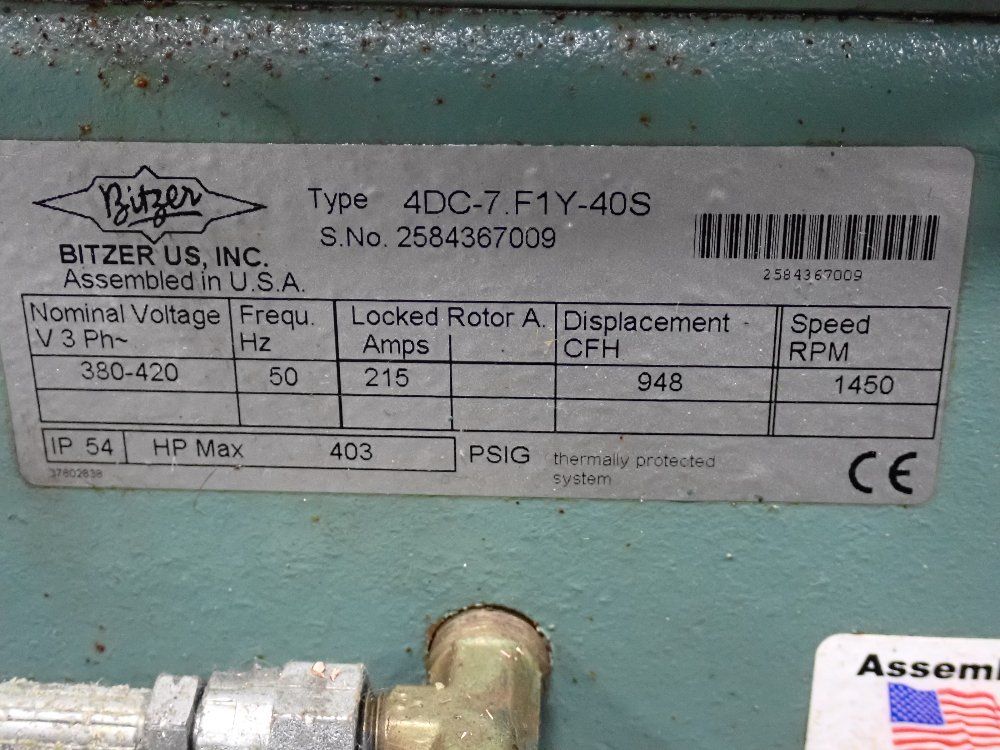 Bitzer
BITZER US, INC.
Assembled in U.S.A.
Type 4DC-7.F1Y-40S
S.No. 2584367009
2584367009
Nominal Voltage V 3 Ph~
Frequ. Hz
Locked Rotor A. Amps
Displacement CFH
Speed RPM
380-420 50 215 948 1450
IP 54 HP Max 403 PSIG
thermally protected
system
CE
37802838
Assembl